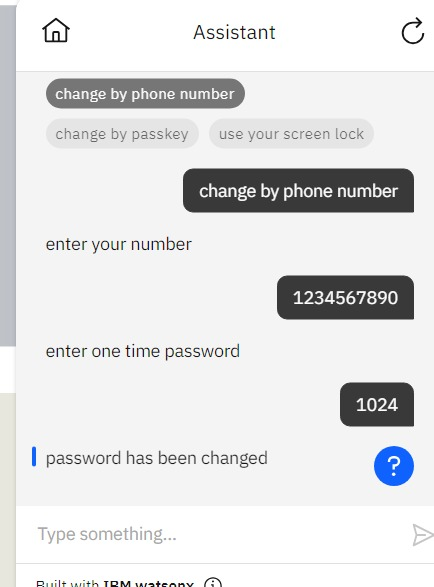 Assistant
change by phone number
change by passkey use your screen lock
change by phone number
enter your number
1234567890
enter one time password
1024
password has been changed
?
Type something...
Built with IBM watsonx